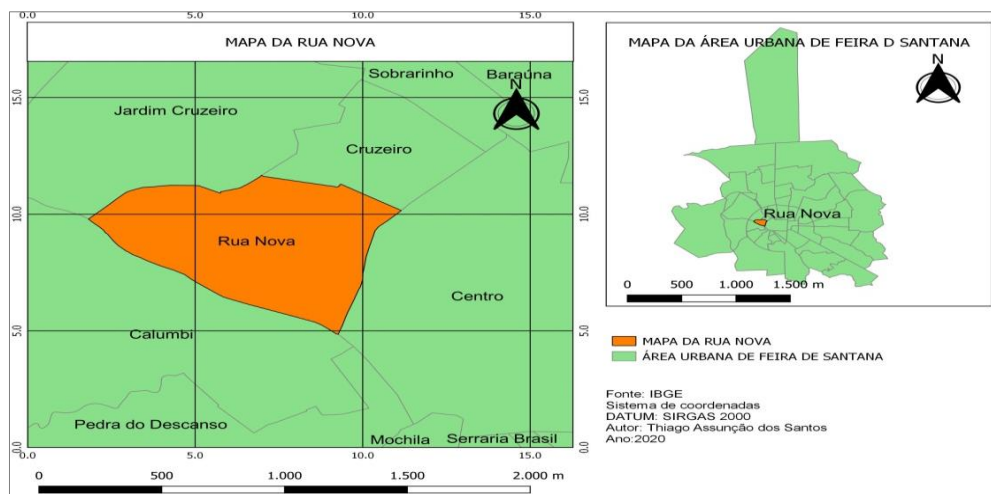 0.0 5.0 10.0 15.0
MAPA DA RUA NOVA
Sobrarinho
Baraúna
N
15.0 15.0
Jardim Cruzeiro
Cruzeiro
10.0 10.0
Rua Nova
Centro
5.0 5.0
Calumbi
Pedra do Descanso
Mochila
Serraria Brasil
0.0 0.0
0.0 5.0 10.0 15.0
0 500 1.000 1.500 2.000 m
MAPA DA ÁREA URBANA DE FEIRA D SANTANA
N
Rua Nova
0 500 1.000 1.500 m
MAPA DA RUA NOVA
ÁREA URBANA DE FEIRA DE SANTANA
Fonte: IBGE
Sistema de coordenadas
DATUM: SIRGAS 2000
Autor: Thiago Assunção dos Santos
Ano:2020